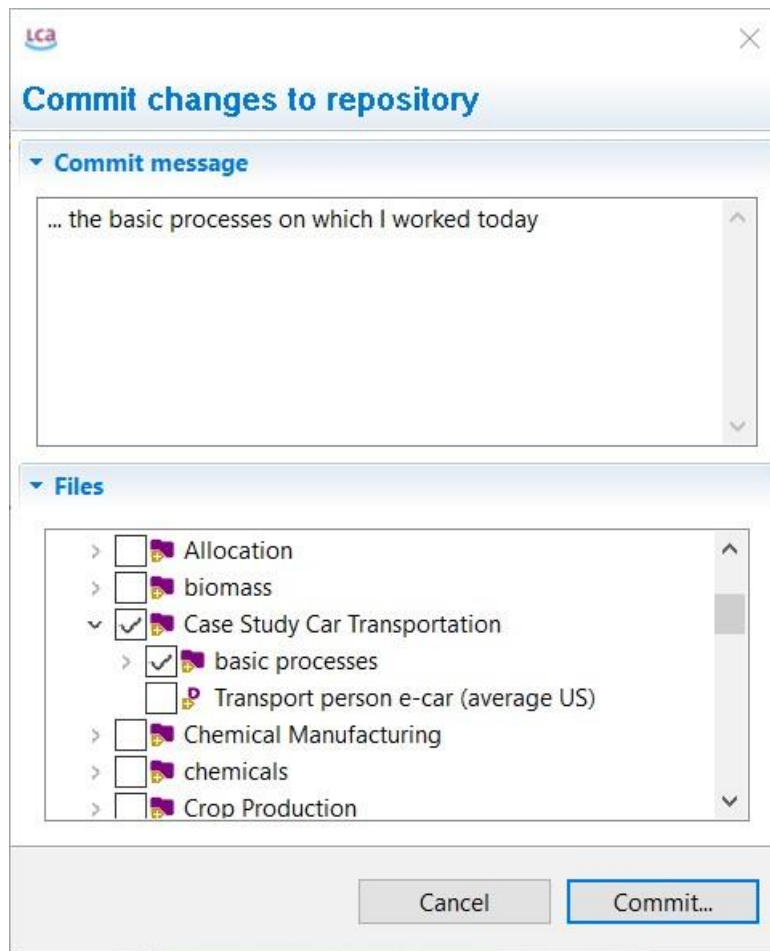 LCA
Commit changes to repository
Commit message
... the basic processes on which I worked today
Files
Allocation
biomass
Case Study Car Transportation
basic processes
P Transport person e-car (average US)
Chemical Manufacturing
chemicals
Crop Production
Cancel
Commit...